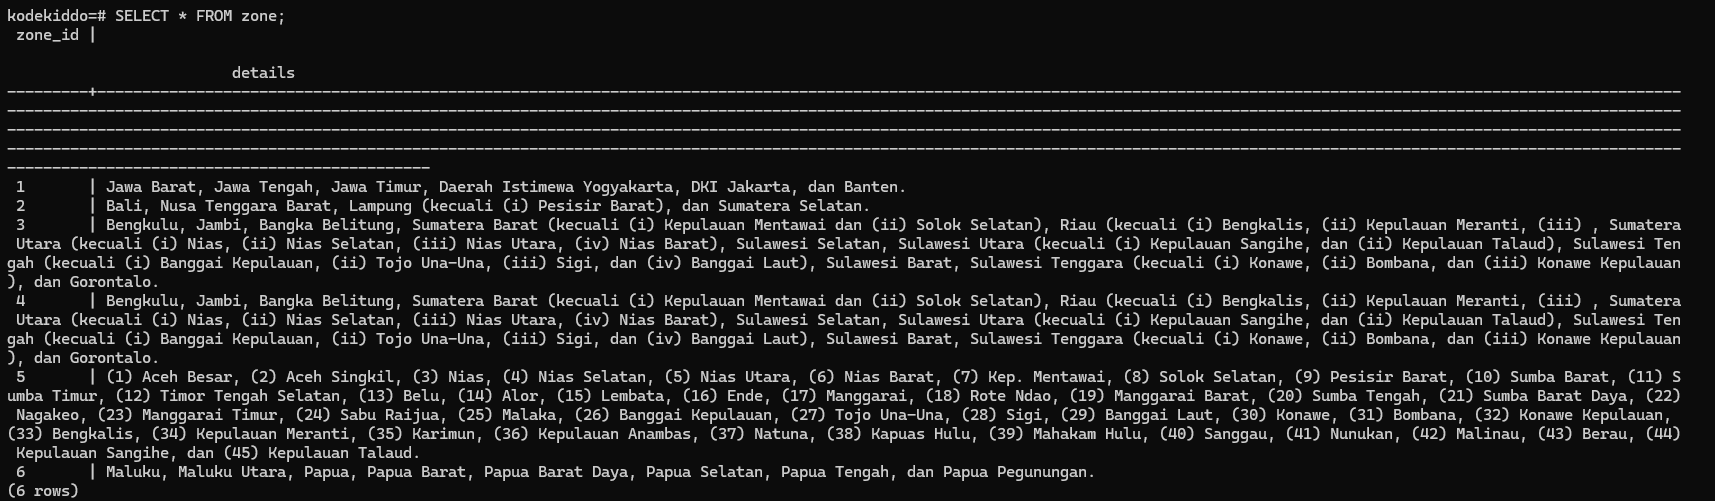 kodekiddo=# SELECT * FROM zone;
 zone_id |
                         details
---------+--------------------------------------------------------------------------------------------------------------------------------------------------------------------------------
------------------------------------------------------------------------------------------------------------------------------------------------------------------------------------------
------------------------------------------------------------------------------------------------------------------------------------------------------------------------------------------
------------------------------------------------------------------------------------------------------------------------------------------------------------------------------------------
-----------------------------------------------
 1       | Jawa Barat, Jawa Tengah, Jawa Timur, Daerah Istimewa Yogyakarta, DKI Jakarta, dan Banten.
 2       | Bali, Nusa Tenggara Barat, Lampung (kecuali (i) Pesisir Barat), dan Sumatera Selatan.
 3       | Bengkulu, Jambi, Bangka Belitung, Sumatera Barat (kecuali (i) Kepulauan Mentawai dan (ii) Solok Selatan), Riau (kecuali (i) Bengkalis, (ii) Kepulauan Meranti, (iii) , Sumatera
 Utara (kecuali (i) Nias, (ii) Nias Selatan, (iii) Nias Utara, (iv) Nias Barat), Sulawesi Selatan, Sulawesi Utara (kecuali (i) Kepulauan Sangihe, dan (ii) Kepulauan Talaud), Sulawesi Ten
gah (kecuali (i) Banggai Kepulauan, (ii) Tojo Una-Una, (iii) Sigi, dan (iv) Banggai Laut), Sulawesi Barat, Sulawesi Tenggara (kecuali (i) Konawe, (ii) Bombana, dan (iii) Konawe Kepulauan
), dan Gorontalo.
 4       | Bengkulu, Jambi, Bangka Belitung, Sumatera Barat (kecuali (i) Kepulauan Mentawai dan (ii) Solok Selatan), Riau (kecuali (i) Bengkalis, (ii) Kepulauan Meranti, (iii) , Sumatera
 Utara (kecuali (i) Nias, (ii) Nias Selatan, (iii) Nias Utara, (iv) Nias Barat), Sulawesi Selatan, Sulawesi Utara (kecuali (i) Kepulauan Sangihe, dan (ii) Kepulauan Talaud), Sulawesi Ten
gah (kecuali (i) Banggai Kepulauan, (ii) Tojo Una-Una, (iii) Sigi, dan (iv) Banggai Laut), Sulawesi Barat, Sulawesi Tenggara (kecuali (i) Konawe, (ii) Bombana, dan (iii) Konawe Kepulauan
), dan Gorontalo.
 5       | (1) Aceh Besar, (2) Aceh Singkil, (3) Nias, (4) Nias Selatan, (5) Nias Utara, (6) Nias Barat, (7) Kep. Mentawai, (8) Solok Selatan, (9) Pesisir Barat, (10) Sumba Barat, (11) S
umba Timur, (12) Timor Tengah Selatan, (13) Belu, (14) Alor, (15) Lembata, (16) Ende, (17) Manggarai, (18) Rote Ndao, (19) Manggarai Barat, (20) Sumba Tengah, (21) Sumba Barat Daya, (22)
 Nagakeo, (23) Manggarai Timur, (24) Sabu Raijua, (25) Malaka, (26) Banggai Kepulauan, (27) Tojo Una-Una, (28) Sigi, (29) Banggai Laut, (30) Konawe, (31) Bombana, (32) Konawe Kepulauan,
(33) Bengkalis, (34) Kepulauan Meranti, (35) Karimun, (36) Kepulauan Anambas, (37) Natuna, (38) Kapuas Hulu, (39) Mahakam Hulu, (40) Sanggau, (41) Nunukan, (42) Malinau, (43) Berau, (44)
 Kepulauan Sangihe, dan (45) Kepulauan Talaud.
 6       | Maluku, Maluku Utara, Papua, Papua Barat, Papua Barat Daya, Papua Selatan, Papua Tengah, dan Papua Pegunungan.
(6 rows)